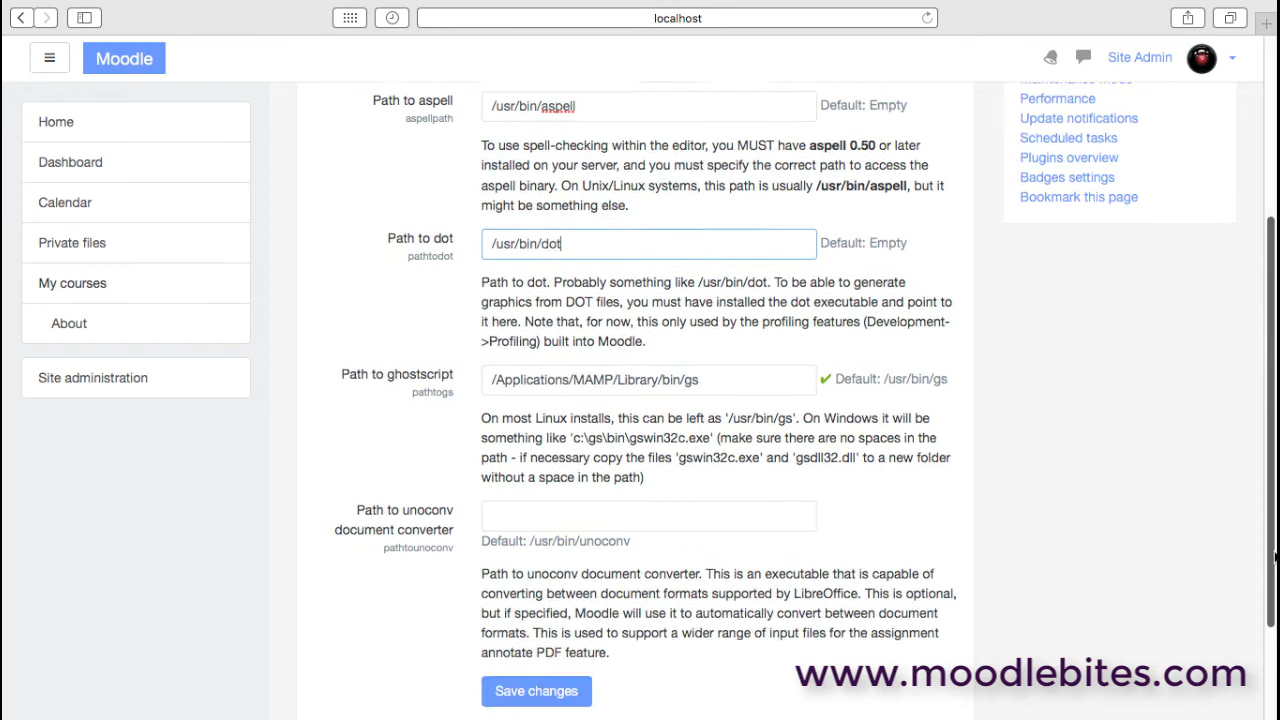 localhost
Moodle
Site Admin
Home
Dashboard
Calendar
Private files
My courses
About
Site administration
Path to aspell
aspellpath
/usr/bin/aspell
Default: Empty
To use spell-checking within the editor, you MUST have aspell 0.50 or later
installed on your server, and you must specify the correct path to access the
aspell binary. On Unix/Linux systems, this path is usually /usr/bin/aspell, but it
might be something else.
Path to dot
pathtodot
/usr/bin/dot
Default: Empty
Path to dot. Probably something like /usr/bin/dot. To be able to generate
graphics from DOT files, you must have installed the dot executable and point to
it here. Note that, for now, this only used by the profiling features (Development-
>Profiling) built into Moodle.
Path to ghostscript
pathtogs
/Applications/MAMP/Library/bin/gs
✔ Default: /usr/bin/gs
On most Linux installs, this can be left as '/usr/bin/gs'. On Windows it will be
something like 'c:\gs\bin\gswin32c.exe' (make sure there are no spaces in the
path - if necessary copy the files 'gswin32c.exe' and 'gsdll32.dll' to a new folder
without a space in the path)
Path to unoconv
document converter
pathtounoconv
Default: /usr/bin/unoconv
Path to unoconv document converter. This is an executable that is capable of
converting between document formats supported by LibreOffice. This is optional,
but if specified, Moodle will use it to automatically convert between document
formats. This is used to support a wider range of input files for the assignment
annotate PDF feature.
Save changes
Performance
Update notifications
Scheduled tasks
Plugins overview
Badges settings
Bookmark this page
www.moodlebites.com